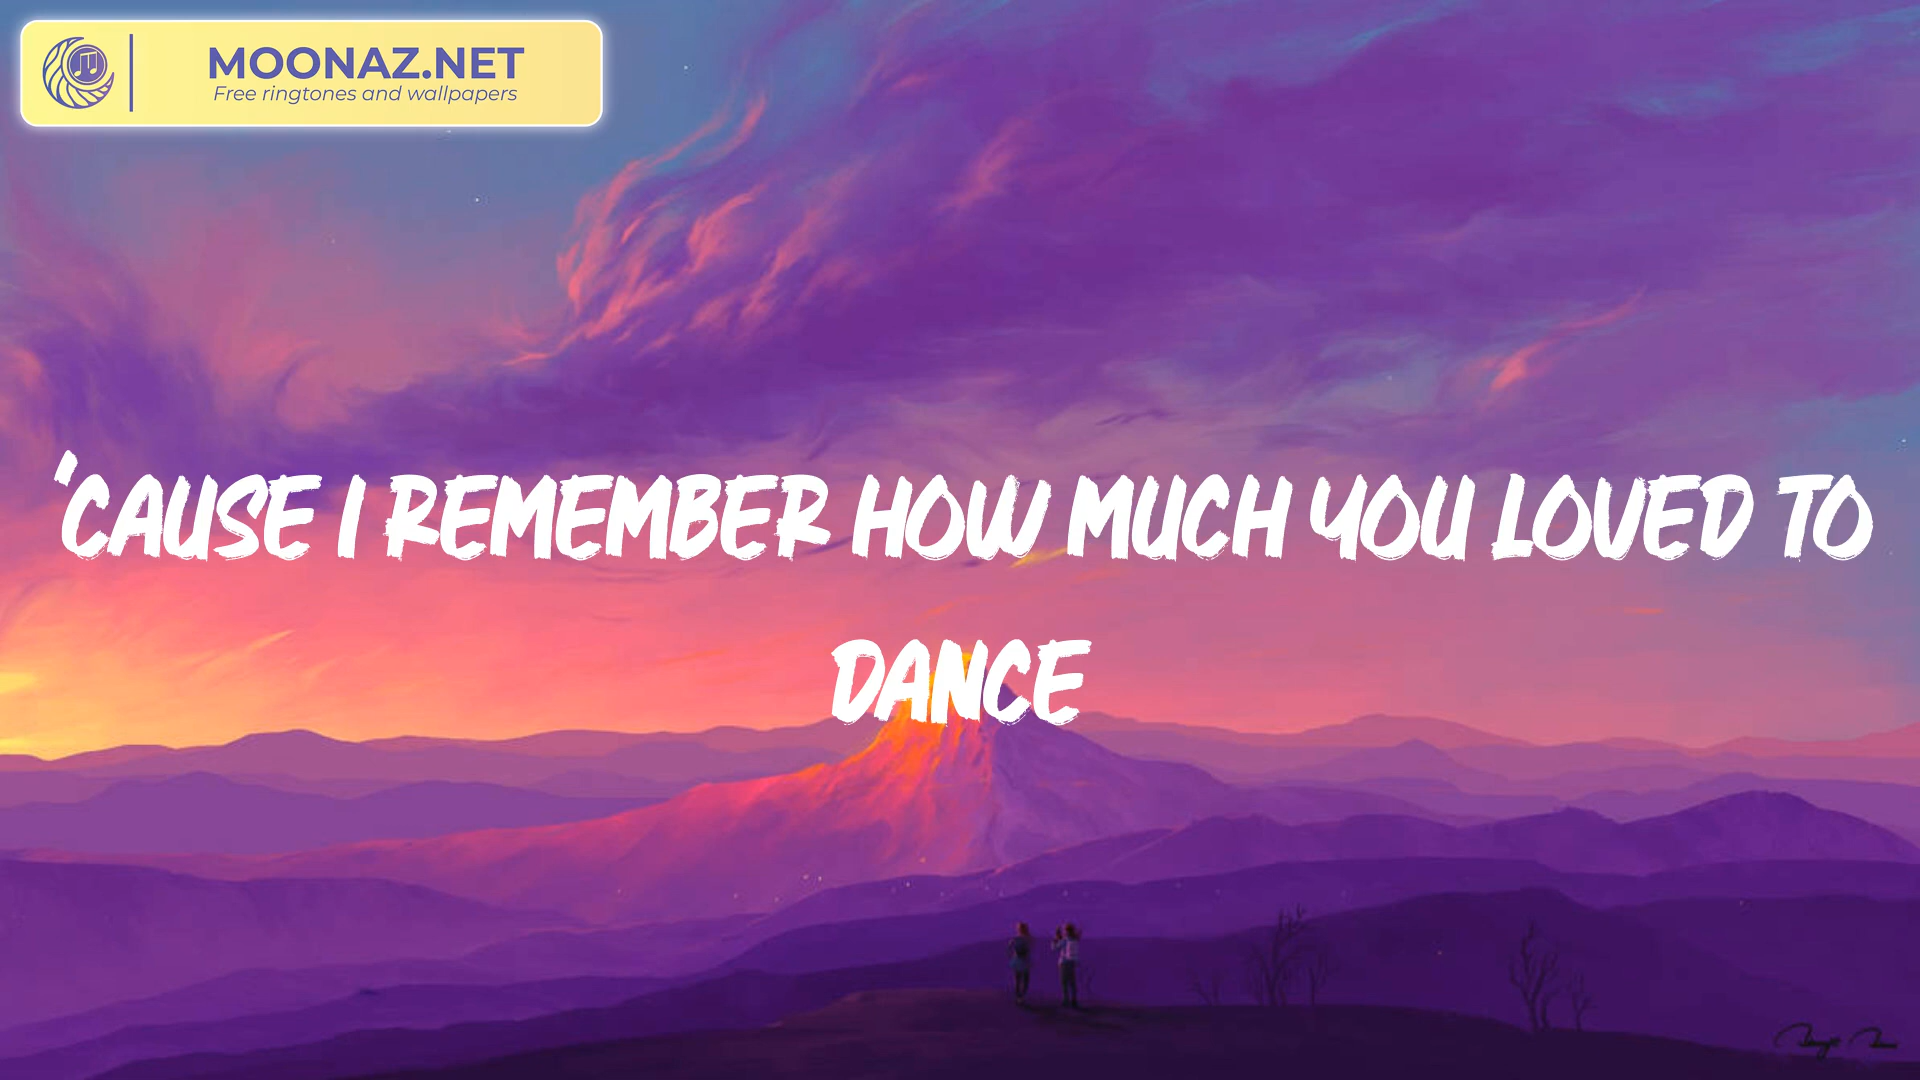 MOONAZ.NET
Free ringtones and wallpapers
'CAUSE I REMEMBER HOW MUCH YOU LOVED TO
DANCE